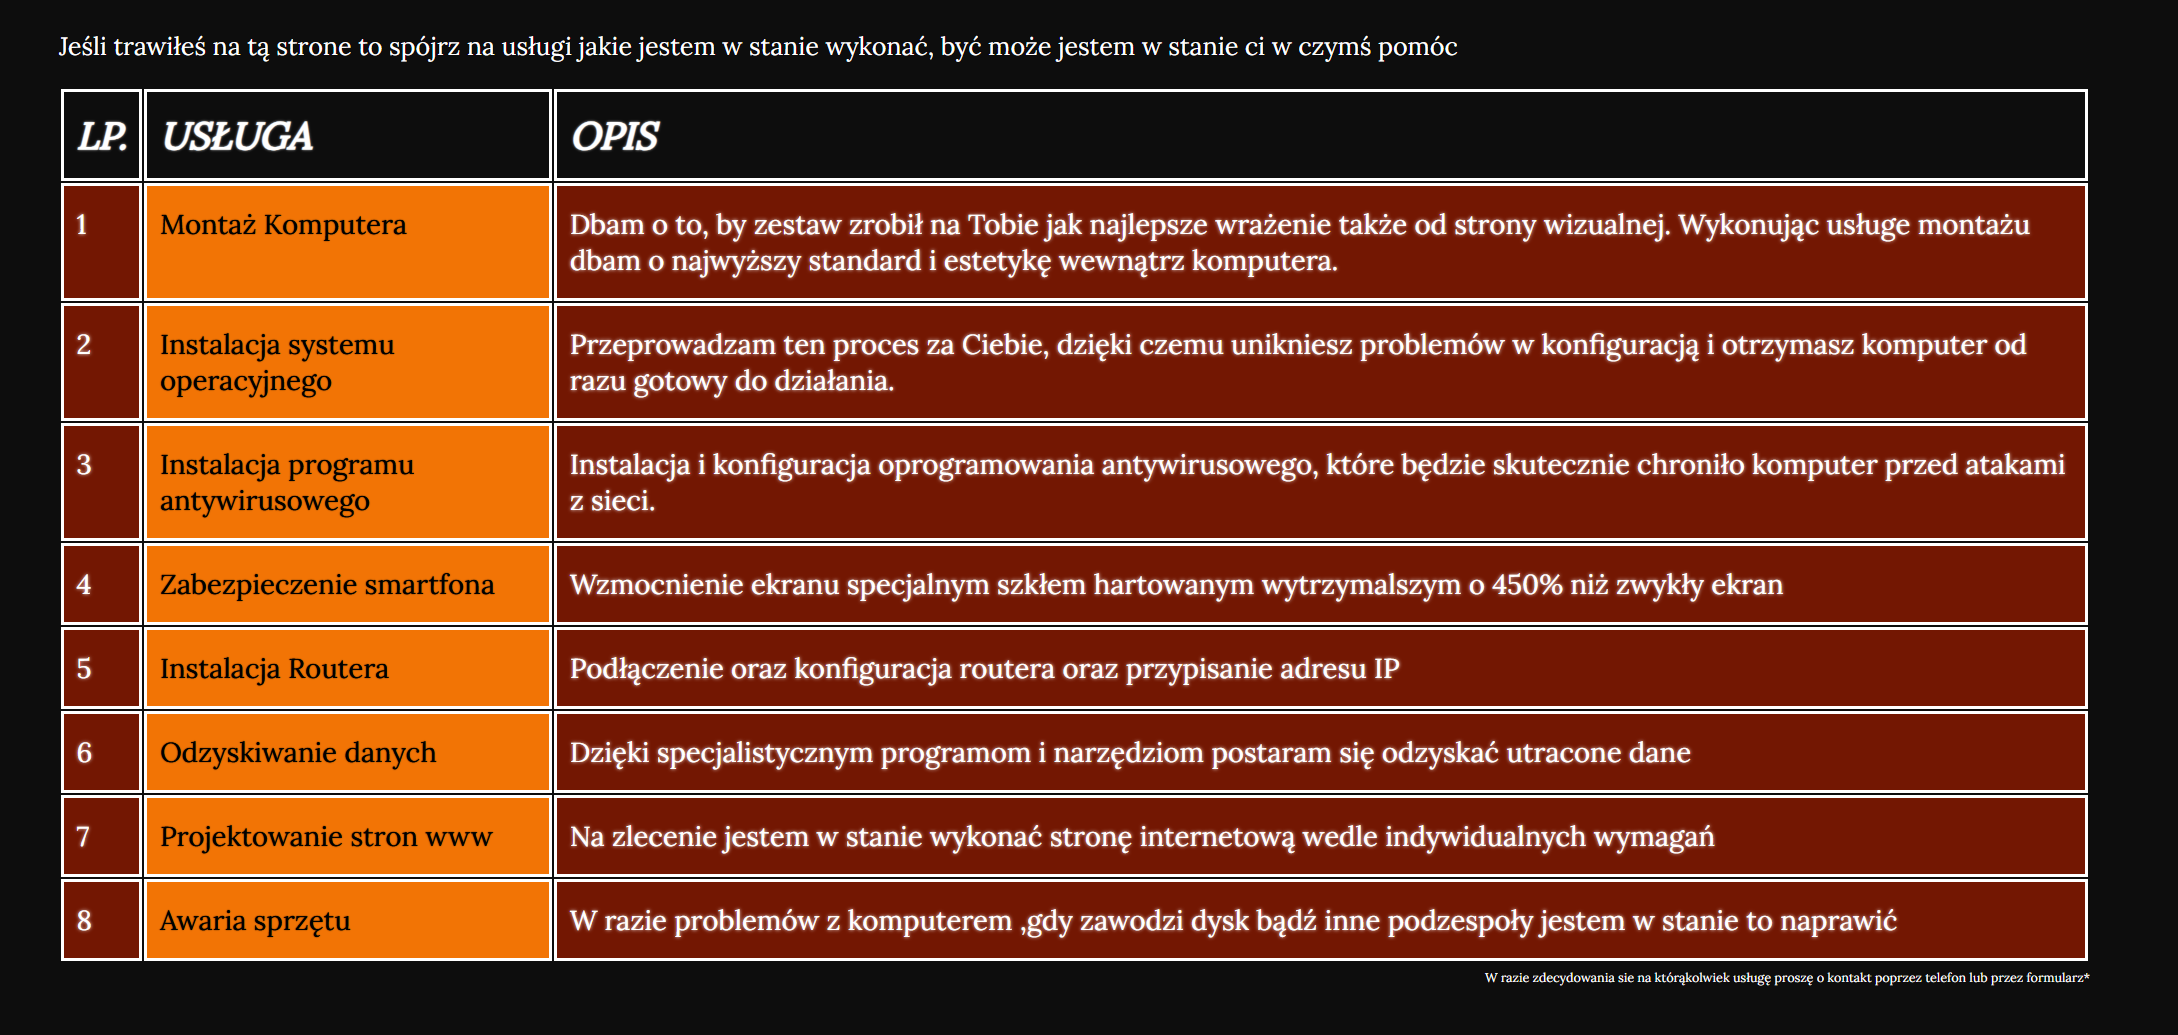 Jeśli trawiłeś na tą strone to spójrz na usługi jakie jestem w stanie wykonać, być może jestem w stanie ci w czymś pomóc
LP. USŁUGA OPIS
1 Montaż Komputera Dbam o to, by zestaw zrobił na Tobie jak najlepsze wrażenie także od strony wizualnej. Wykonując usługe montażu
dbam o najwyższy standard i estetykę wewnątrz komputera.
2 Instalacja systemu Przeprowadzam ten proces za Ciebie, dzięki czemu unikniesz problemów w konfiguracją i otrzymasz komputer od
operacyjnego razu gotowy do działania.
3 Instalacja programu Instalacja i konfiguracja oprogramowania antywirusowego, które będzie skutecznie chroniło komputer przed atakami
antywirusowego z sieci.
4 Zabezpieczenie smartfona Wzmocnienie ekranu specjalnym szkłem hartowanym wytrzymalszym o 450% niż zwykły ekran
5 Instalacja Routera Podłączenie oraz konfiguracja routera oraz przypisanie adresu IP
6 Odzyskiwanie danych Dzięki specjalistycznym programom i narzędziom postaram się odzyskać utracone dane
7 Projektowanie stron www Na zlecenie jestem w stanie wykonać stronę internetową wedle indywidualnych wymagań
8 Awaria sprzętu W razie problemów z komputerem ,gdy zawodzi dysk bądź inne podzespoły jestem w stanie to naprawić
W razie zdecydowania sie na którąkolwiek usługę proszę o kontakt poprzez telefon lub przez formularz*